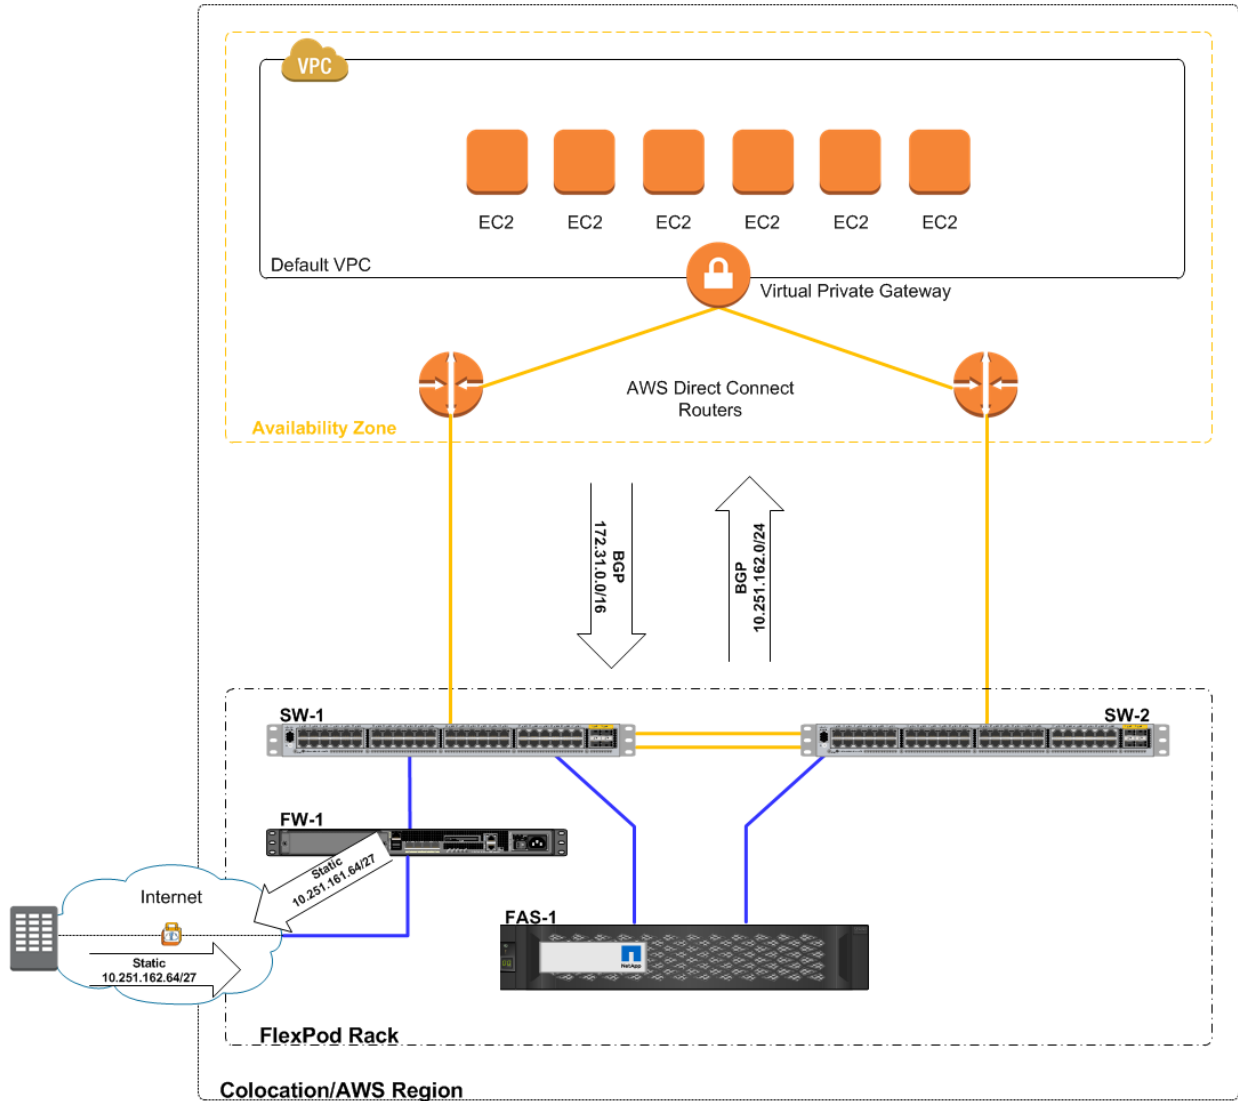 VPC
EC2
EC2
EC2
EC2
EC2
EC2
Default VPC
Virtual Private Gateway
AWS Direct Connect
Routers
Availability Zone
BGP
172.31.0.0/16
BGP
10.251.162.0/24
SW-1
SW-2
FW-1
Static
10.251.161.64/27
Internet
Static
10.251.162.64/27
FAS-1
NetApp
FlexPod Rack
Colocation/AWS Region